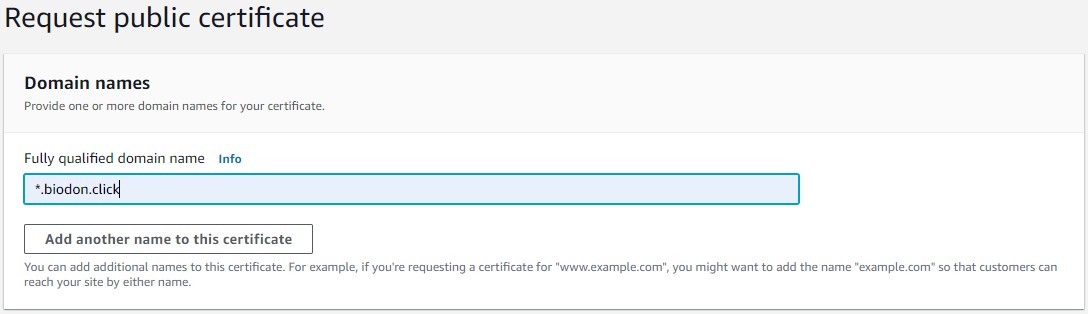 Request public certificate
Domain names
Provide one or more domain names for your certificate.
Fully qualified domain name Info
*.biodon.click
Add another name to this certificate
You can add additional names to this certificate. For example, if you're requesting a certificate for "www.example.com", you might want to add the name "example.com" so that customers can
reach your site by either name.